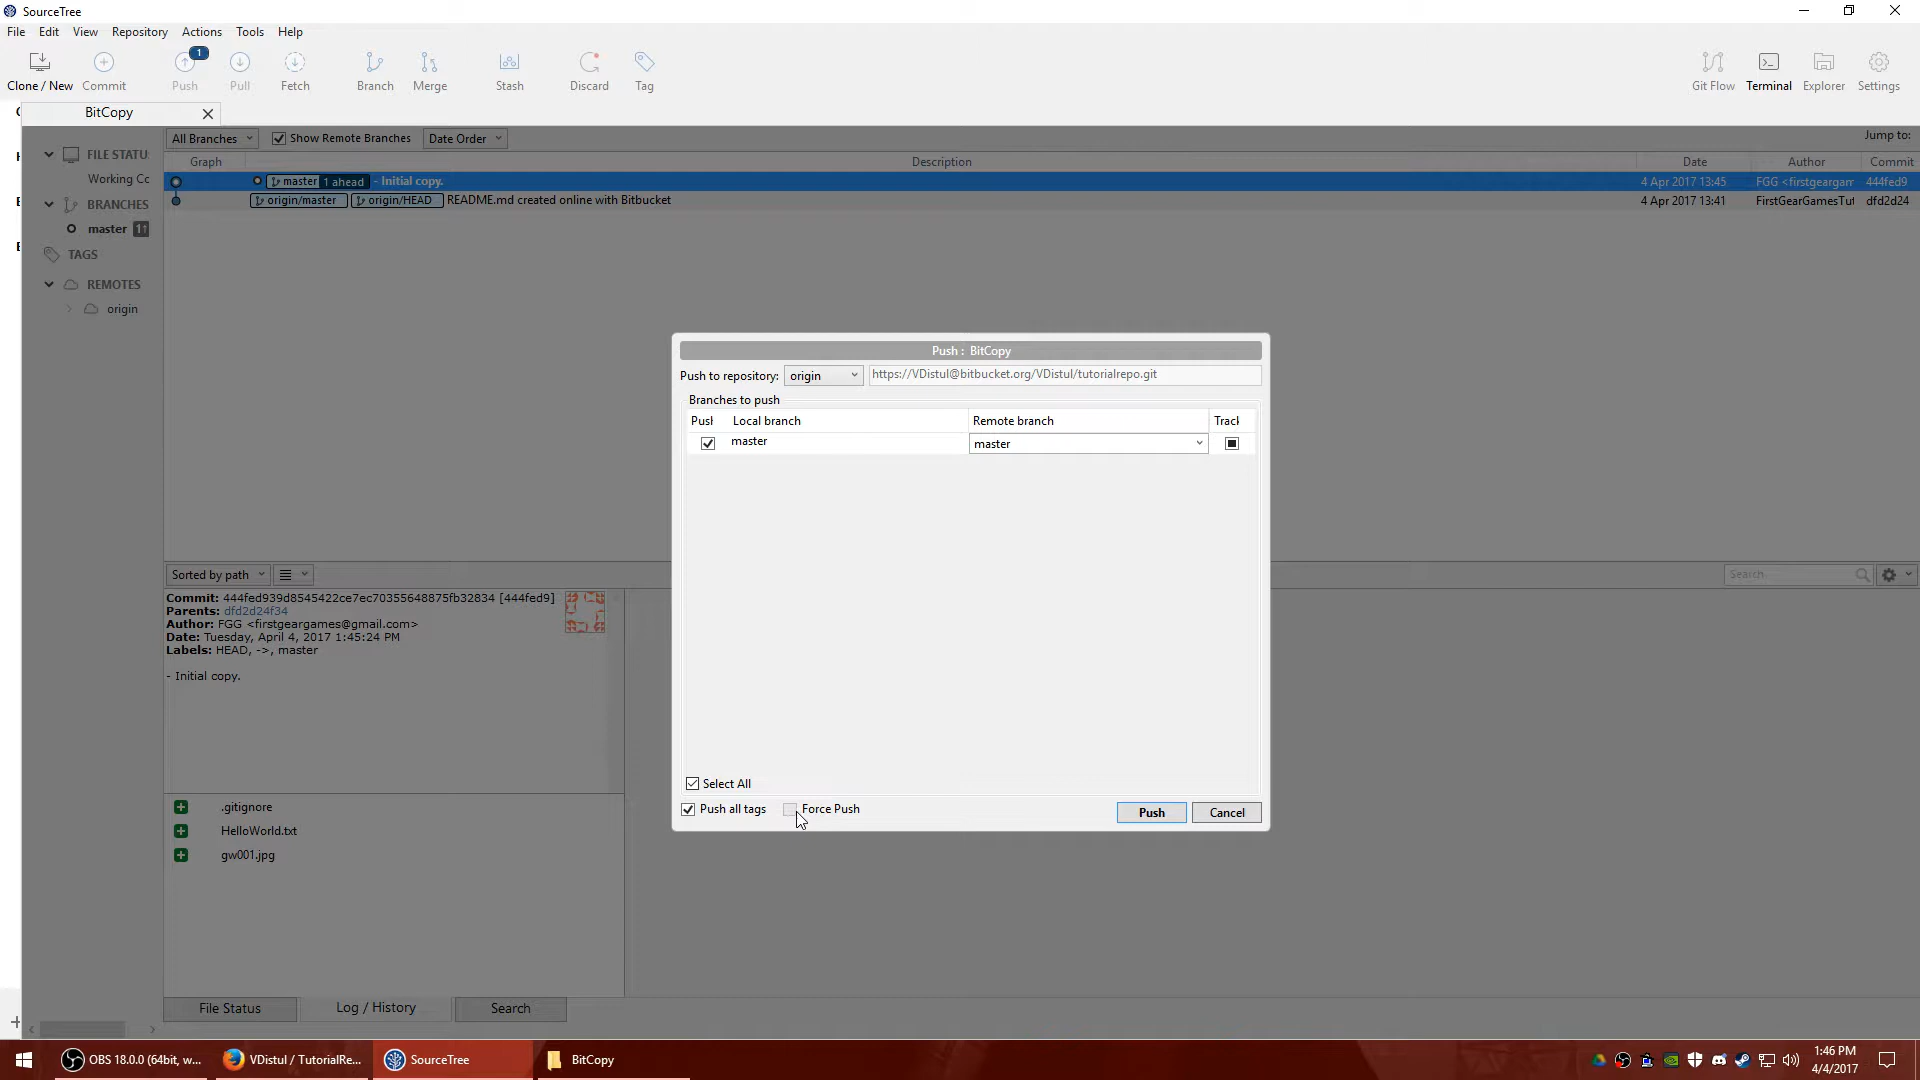 SourceTree
File Edit View Repository Actions Tools Help
1
Clone / New Commit Push Pull Fetch Branch Merge Stash Discard Tag Git Flow Terminal Explorer Settings
BitCopy
All Branches Show Remote Branches Date Order Jump to:
Graph Description Date Author Commit
master 1 ahead - Initial copy. 4 Apr 2017 13:45 FGG <firstgeargam 444fed9
origin/master origin/HEAD README.md created online with Bitbucket 4 Apr 2017 13:41 FirstGearGamesTut dfd2d24
FILE STATU
Working Cc
BRANCHES
master
TAGS
REMOTES
origin
Push : BitCopy
Push to repository: origin https://VDistul@bitbucket.org/VDistul/tutorialrepo.git
Branches to push
Push Local branch Remote branch Track
master master
Select All
Push all tags Force Push Push Cancel
Sorted by path Search
Commit: 444fed939d8545422ce7ec70355648875fb32834 [444fed9]
Parents: dfd2d24f34
Author: FGG <firstgeargames@gmail.com>
Date: Tuesday, April 4, 2017 1:45:24 PM
Labels: HEAD, ->, master
- Initial copy.
.gitignore
HelloWorld.txt
gw001.jpg
File Status Log / History Search
OBS 18.0.0 (64bit, w... VDistul / TutorialRe... SourceTree BitCopy
1:46 PM
4/4/2017